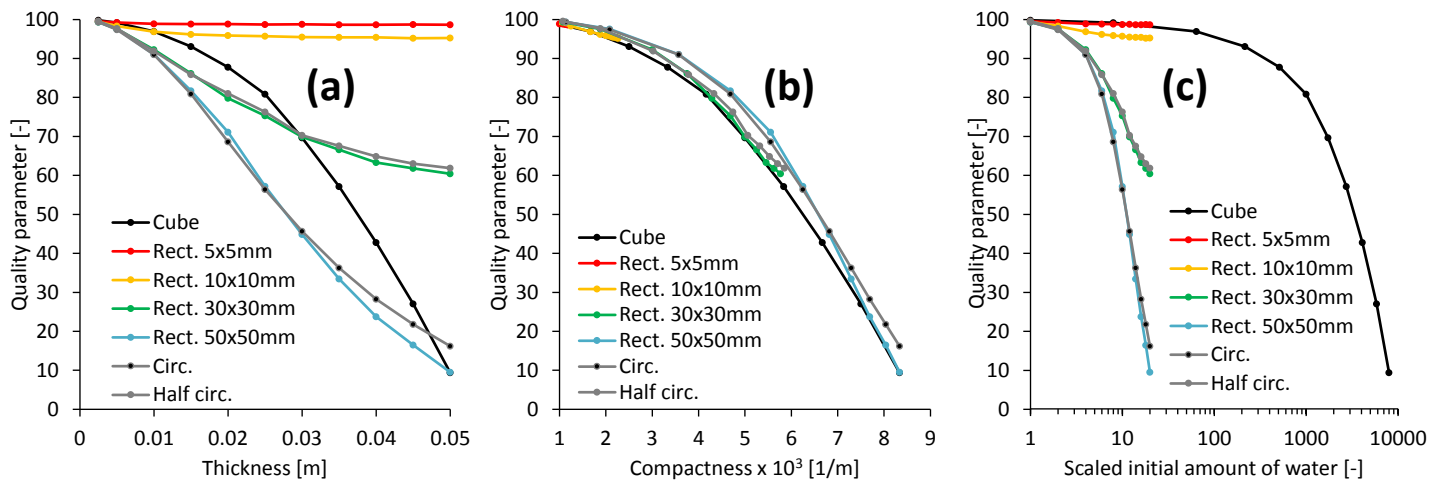 (a)
Quality parameter [-]
100
90
80
70
60
50
40
30
20
10
0
Cube
Rect. 5x5mm
Rect. 10x10mm
Rect. 30x30mm
Rect. 50x50mm
Circ.
Half circ.
0 0.01 0.02 0.03 0.04 0.05
Thickness [m]
(b)
Quality parameter [-]
100
90
80
70
60
50
40
30
20
10
0
Cube
Rect. 5x5mm
Rect. 10x10mm
Rect. 30x30mm
Rect. 50x50mm
Circ.
Half circ.
1 2 3 4 5 6 7 8 9
Compactness x 10³ [1/m]
(c)
Quality parameter [-]
100
90
80
70
60
50
40
30
20
10
0
Cube
Rect. 5x5mm
Rect. 10x10mm
Rect. 30x30mm
Rect. 50x50mm
Circ.
Half circ.
1 10 100 1000 10000
Scaled initial amount of water [-]